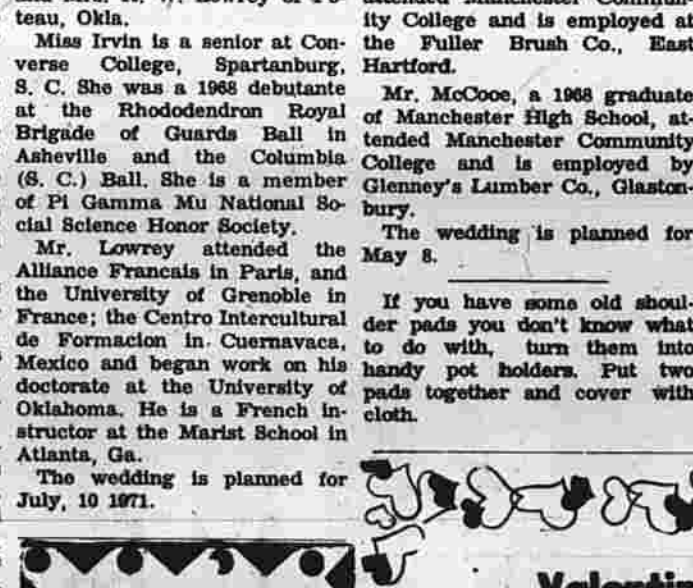 teau, Okla.
Miss Irvin is a senior at Con-
verse College, Spartanburg,
S. C. She was a 1968 debutante
at the Rhododendron Royal
Brigade of Guards Ball in
Asheville and the Columbia
(S. C.) Ball. She is a member
of Pi Gamma Mu National So-
cial Science Honor Society.
Mr. Lowrey attended the
Alliance Francais in Paris, and
the University of Grenoble in
France; the Centro Intercultural
de Formacion in Cuernavaca,
Mexico and began work on his
doctorate at the University of
Oklahoma. He is a French in-
structor at the Marist School in
Atlanta, Ga.
The wedding is planned for
July, 10 1971.
attended Manchester Commun-
ity College and is employed at
the Fuller Brush Co., East
Hartford.
Mr. McCooe, a 1968 graduate
of Manchester High School, at-
tended Manchester Community
College and is employed by
Glenney's Lumber Co., Glaston-
bury.
The wedding is planned for
May 8.
If you have some old shoul-
der pads you don't know what
to do with, turn them into
handy pot holders. Put two
pads together and cover with
cloth.